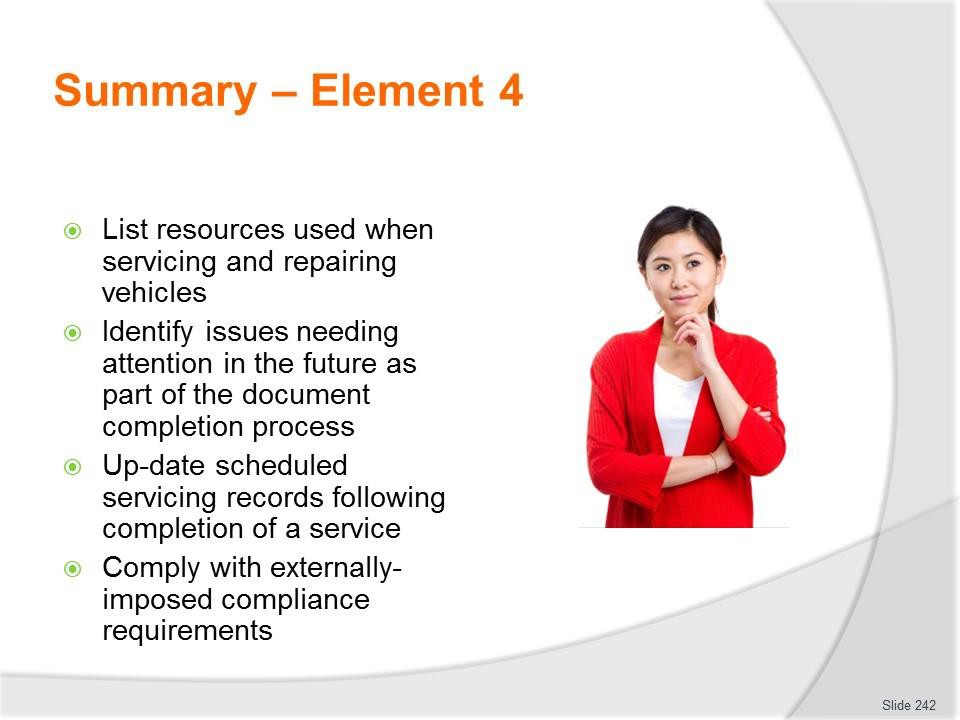 Summary – Element 4
List resources used when
servicing and repairing
vehicles
Identify issues needing
attention in the future as
part of the document
completion process
Up-date scheduled
servicing records following
completion of a service
Comply with externally-
imposed compliance
requirements
Slide 242